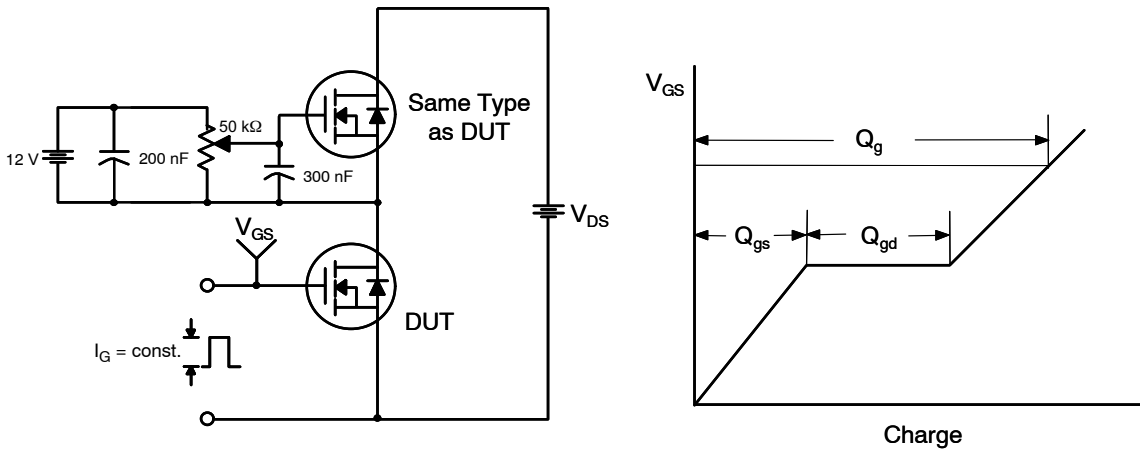 Same Type
as DUT
50 kΩ
12 V
200 nF
300 nF
V_GS
V_DS
DUT
I_G = const.
V_GS
Q_g
Q_gs
Q_gd
Charge